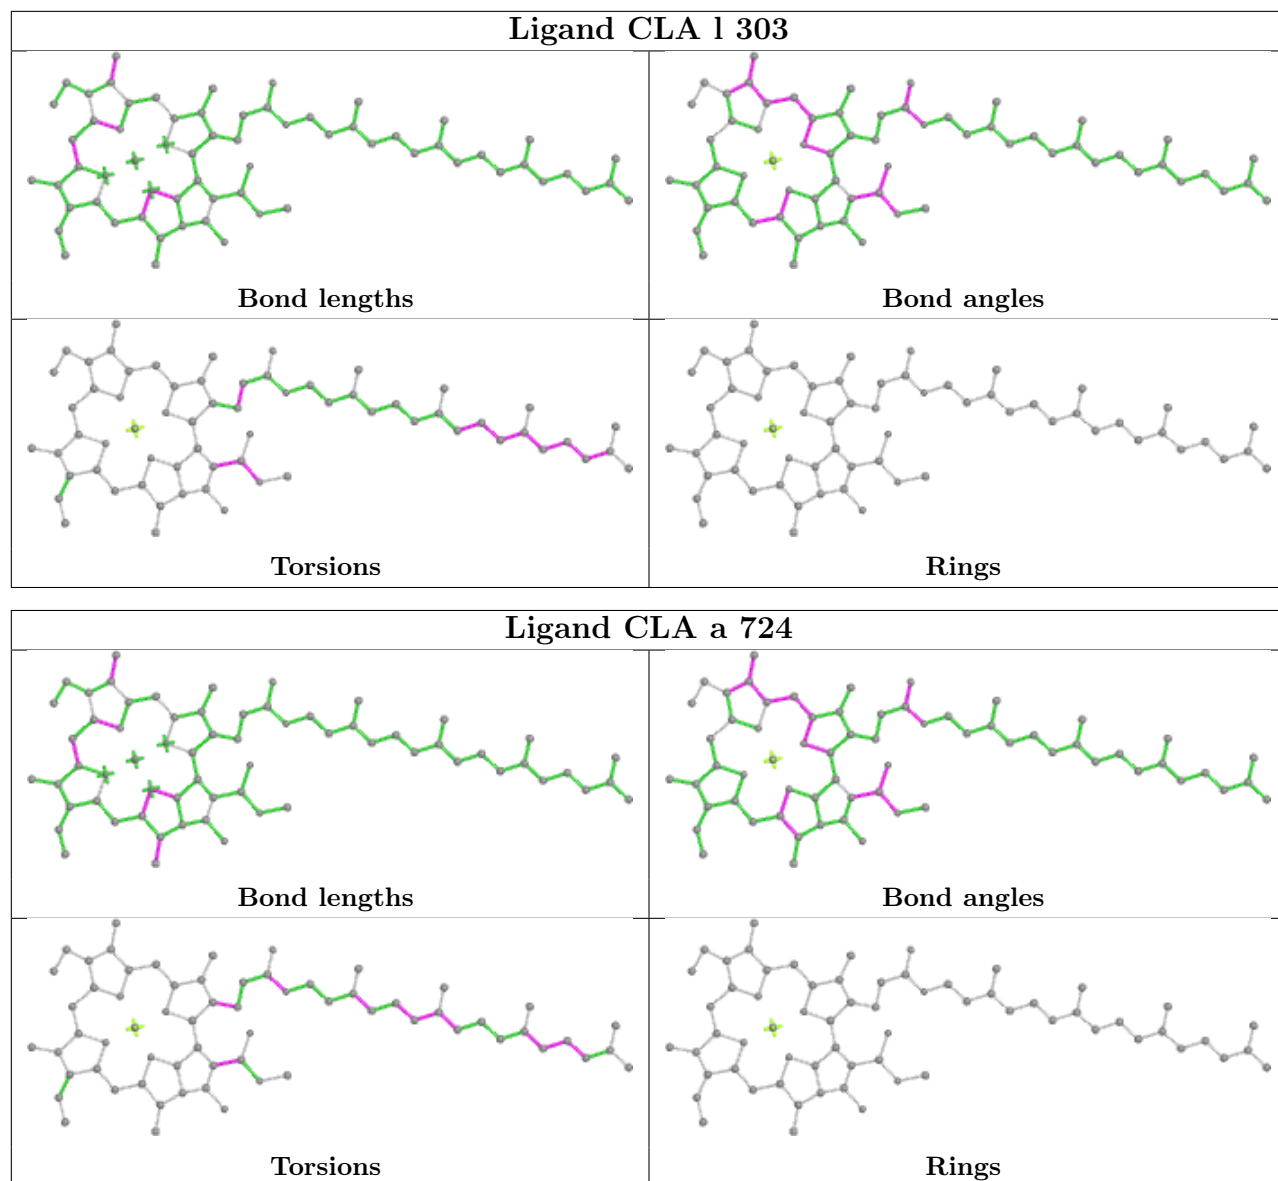 Ligand CLA l 303
Bond lengths
Bond angles
Torsions
Rings
Ligand CLA a 724
Bond lengths
Bond angles
Torsions
Rings